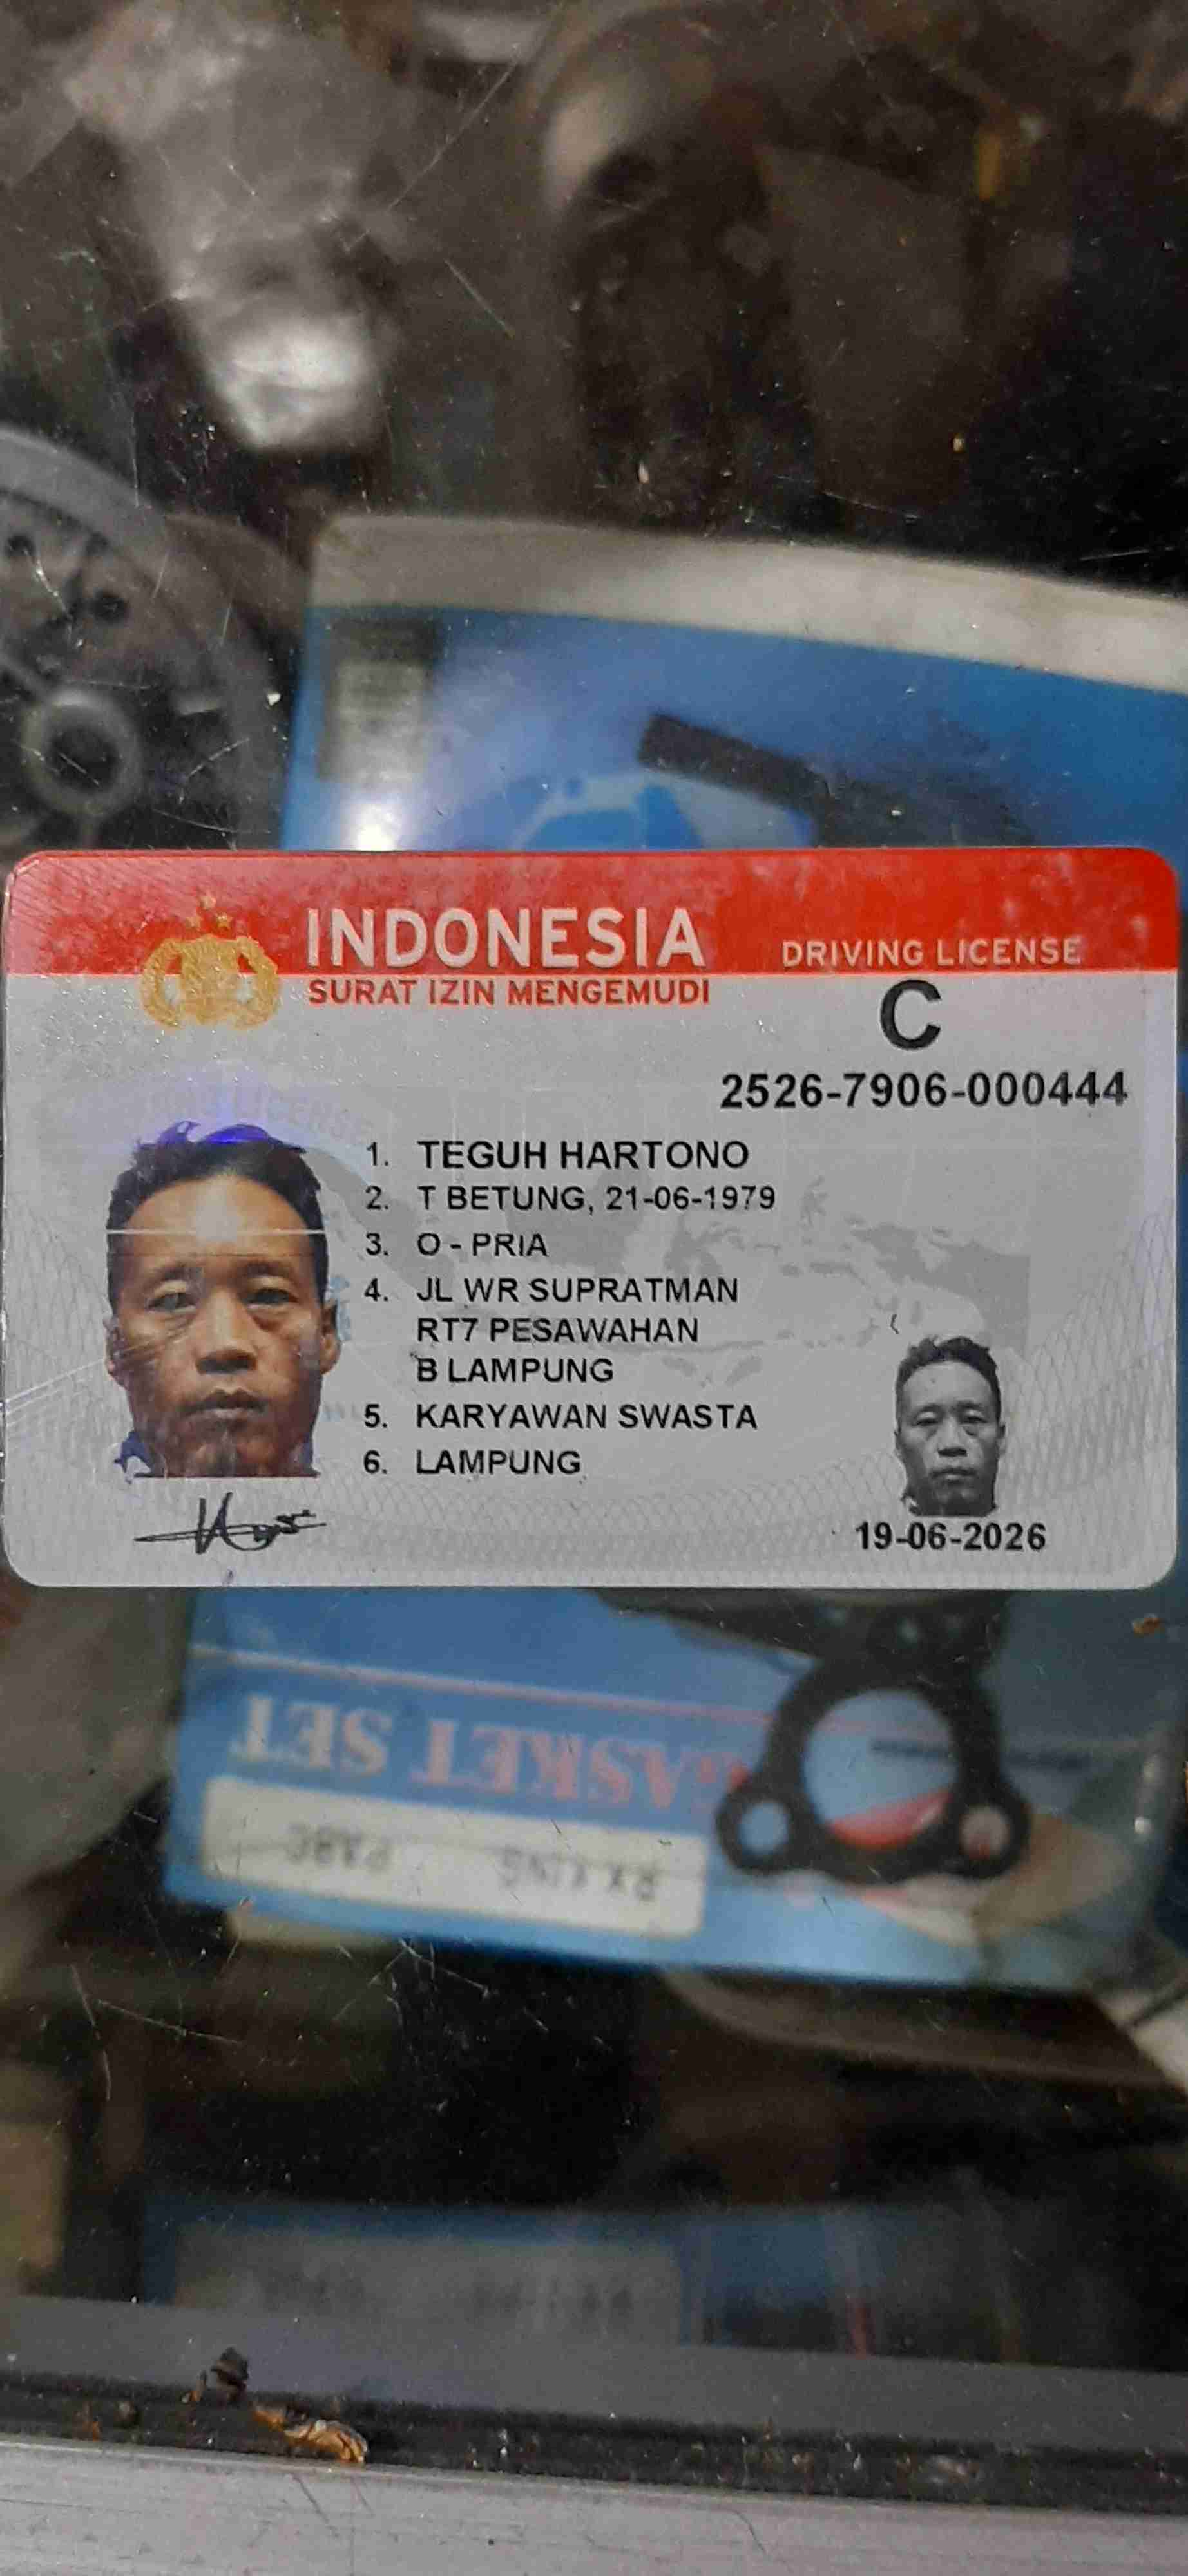 INDONESIA
DRIVING LICENSE
SURAT IZIN MENGEMUDI
C
2526-7906-000444
1. TEGUH HARTONO
2. T BETUNG, 21-06-1979
3. O - PRIA
4. JL WR SUPRATMAN
RT7 PESAWAHAN
B LAMPUNG
5. KARYAWAN SWASTA
6. LAMPUNG
19-06-2026
GASKET SET
RX KING